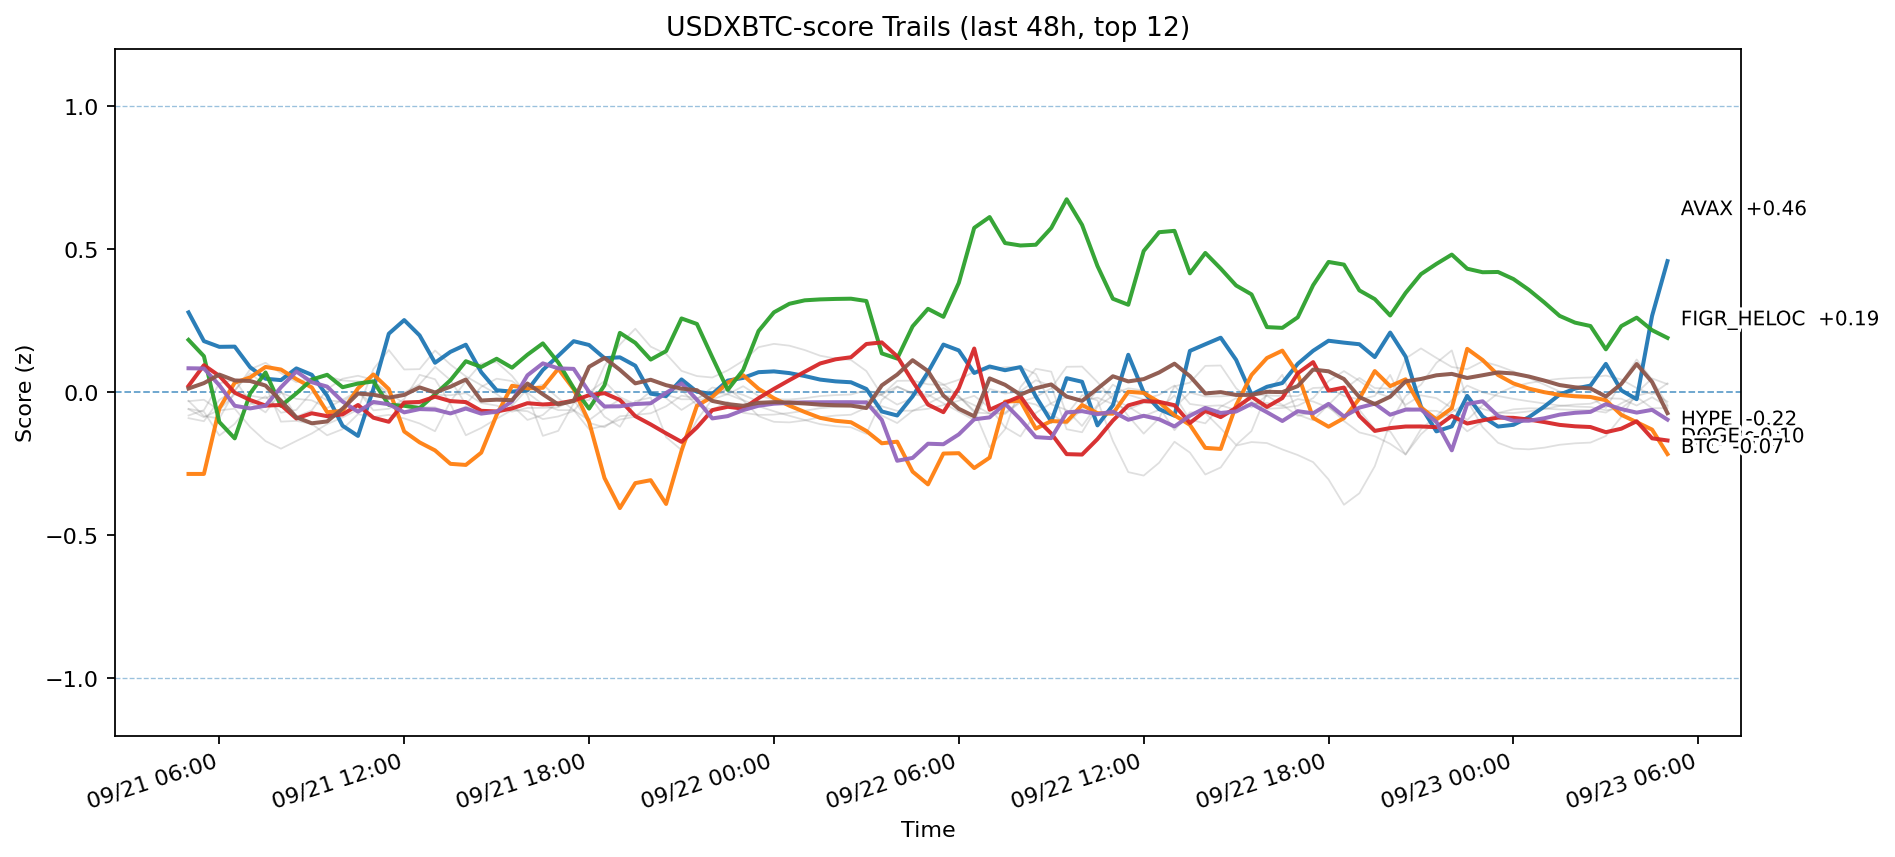 USDXBTC-score Trails (last 48h, top 12)
Score (z)
1.0
0.5
0.0
−0.5
−1.0
AVAX +0.46
FIGR_HELOC +0.19
HYPE -0.22
DOGE -0.10
BTC -0.07
09/21 06:00
09/21 12:00
09/21 18:00
09/22 00:00
09/22 06:00
09/22 12:00
09/22 18:00
09/23 00:00
09/23 06:00
Time